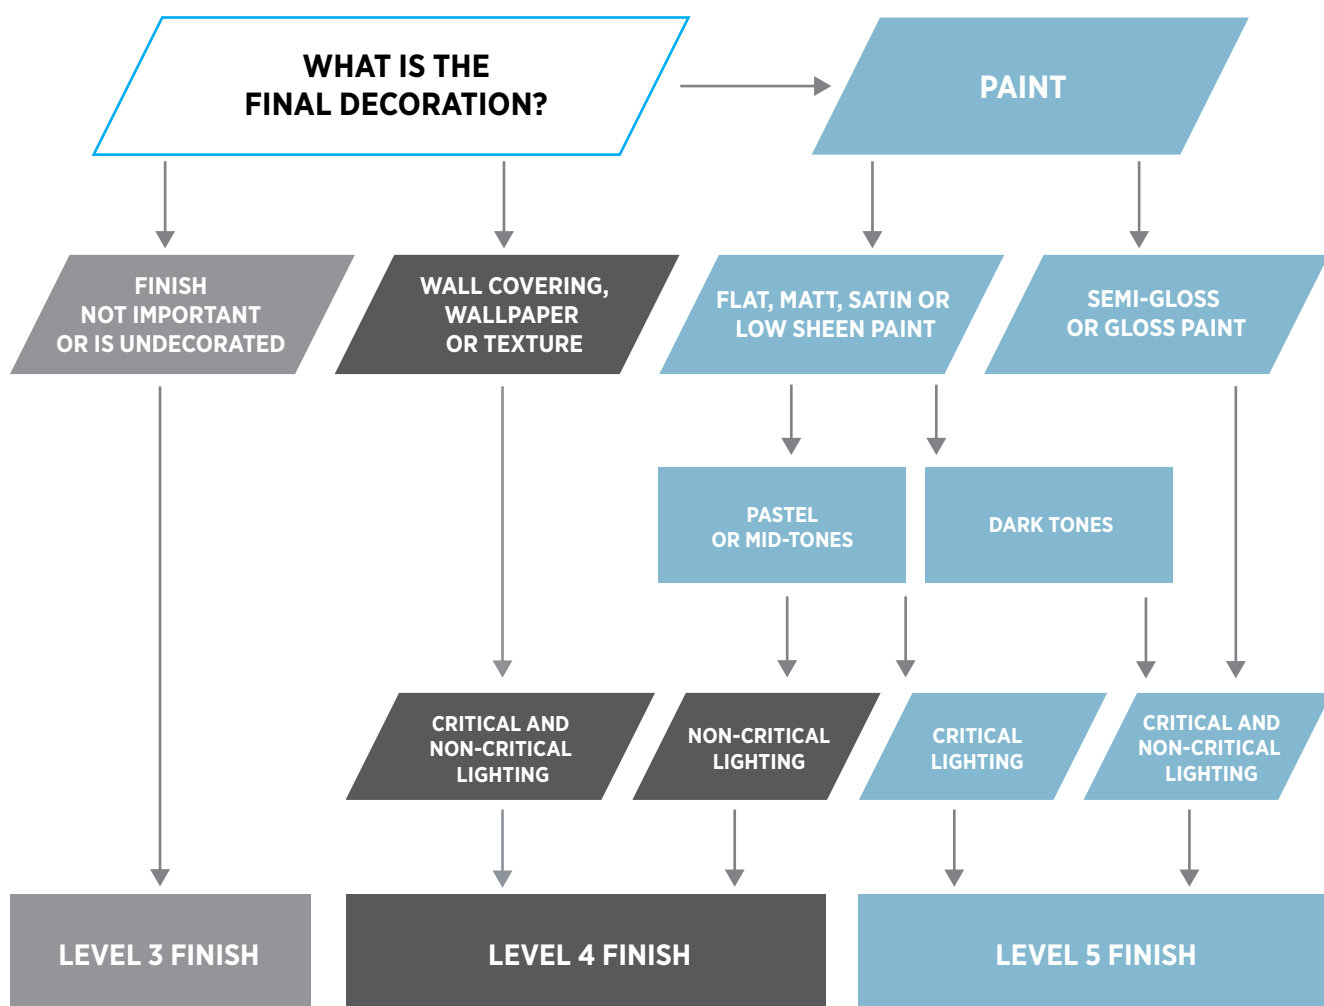 WHAT IS THE
FINAL DECORATION?
PAINT
FINISH
NOT IMPORTANT
OR IS UNDECORATED
WALL COVERING,
WALLPAPER
OR TEXTURE
FLAT, MATT, SATIN OR
LOW SHEEN PAINT
SEMI-GLOSS
OR GLOSS PAINT
PASTEL
OR MID-TONES
DARK TONES
CRITICAL AND
NON-CRITICAL
LIGHTING
NON-CRITICAL
LIGHTING
CRITICAL
LIGHTING
CRITICAL AND
NON-CRITICAL
LIGHTING
LEVEL 3 FINISH
LEVEL 4 FINISH
LEVEL 5 FINISH